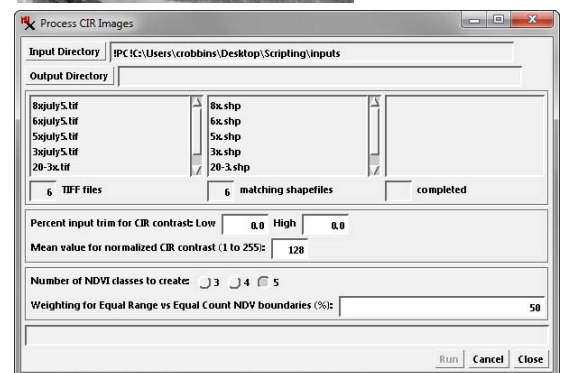 Process CIR Images
Input Directory !PC!C:\Users\crobbins\Desktop\Scripting\inputs
Output Directory
8xjuly5.tif
6xjuly5.tif
5xjuly5.tif
3xjuly5.tif
20-3x.tif
8x.shp
6x.shp
5x.shp
3x.shp
20-3.shp
6 TIFF files 6 matching shapefiles completed
Percent input trim for CIR contrast: Low 0.0 High 0.0
Mean value for normalized CIR contrast (1 to 255): 128
Number of NDVI classes to create: 3 4 5
Weighting for Equal Range vs Equal Count NDV boundaries (%): 50
Run Cancel Close